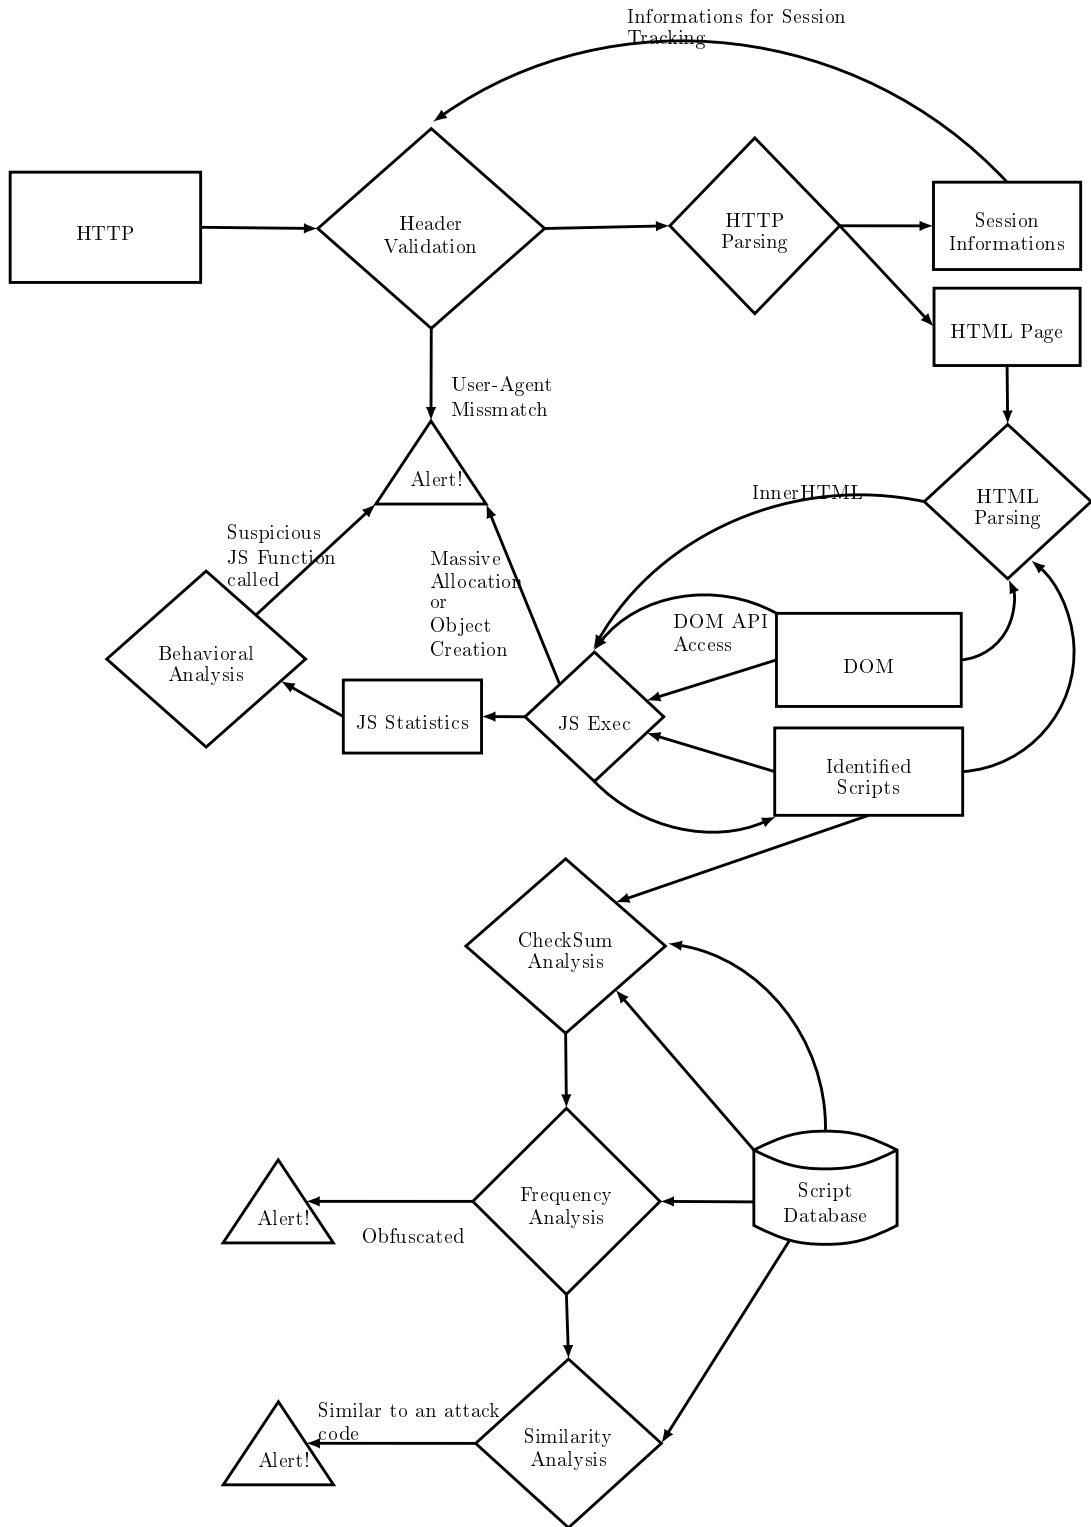 Informations for Session
Tracking
HTTP
Header
Validation
HTTP
Parsing
Session
Informations
HTML Page
User-Agent
Missmatch
Alert!
InnerHTML
HTML
Parsing
Suspicious
JS Function
called
Massive
Allocation
or
Object
Creation
DOM API
Access
DOM
Behavioral
Analysis
JS Statistics
JS Exec
Identified
Scripts
CheckSum
Analysis
Frequency
Analysis
Script
Database
Alert!
Obfuscated
Similar to an attack
code
Alert!
Similarity
Analysis